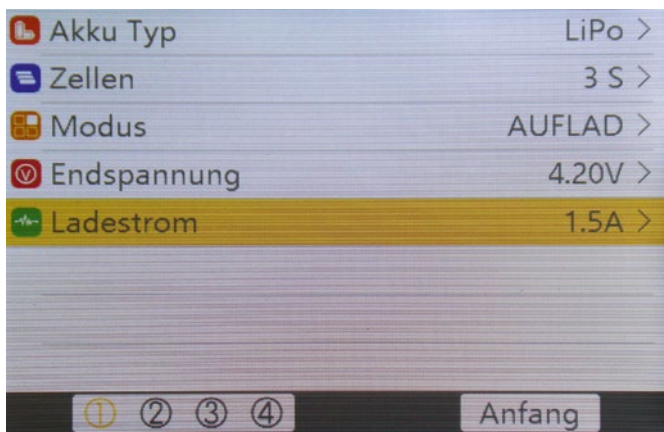 Akku Typ LiPo >
Zellen 3 S >
Modus AUFLAD >
Endspannung 4.20V >
Ladestrom 1.5A >
① ② ③ ④ Anfang